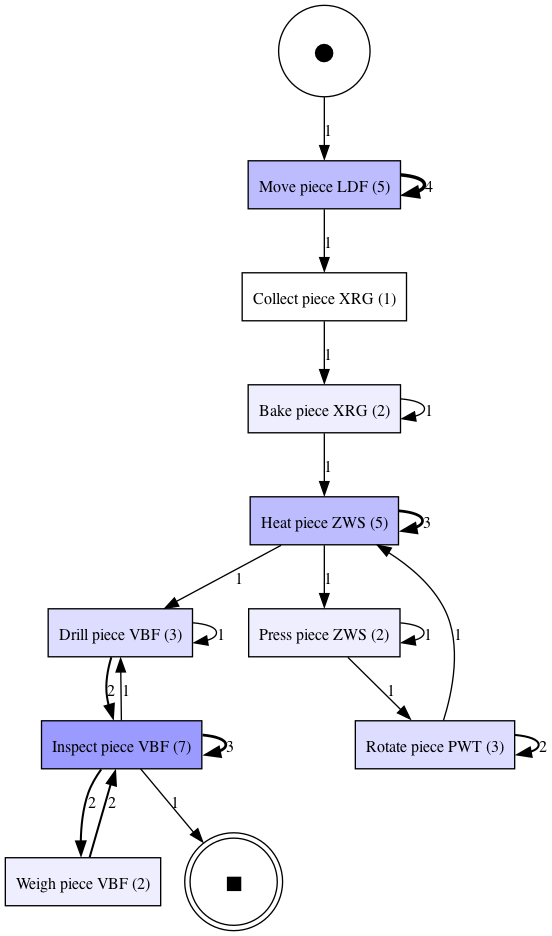 1
Move piece LDF (5)
4
1
Collect piece XRG (1)
1
Bake piece XRG (2)
1
1
Heat piece ZWS (5)
3
1
1
Drill piece VBF (3)
1
Press piece ZWS (2)
1
1
2
1
1
Inspect piece VBF (7)
3
Rotate piece PWT (3)
2
2
2
1
Weigh piece VBF (2)